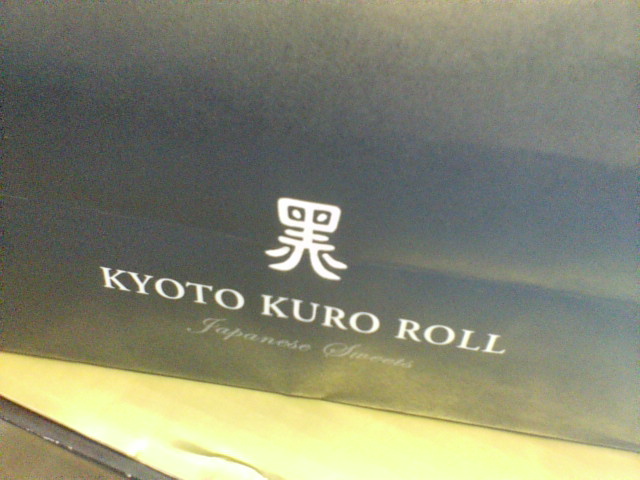 黒
KYOTO KURO ROLL
Japanese Sweets